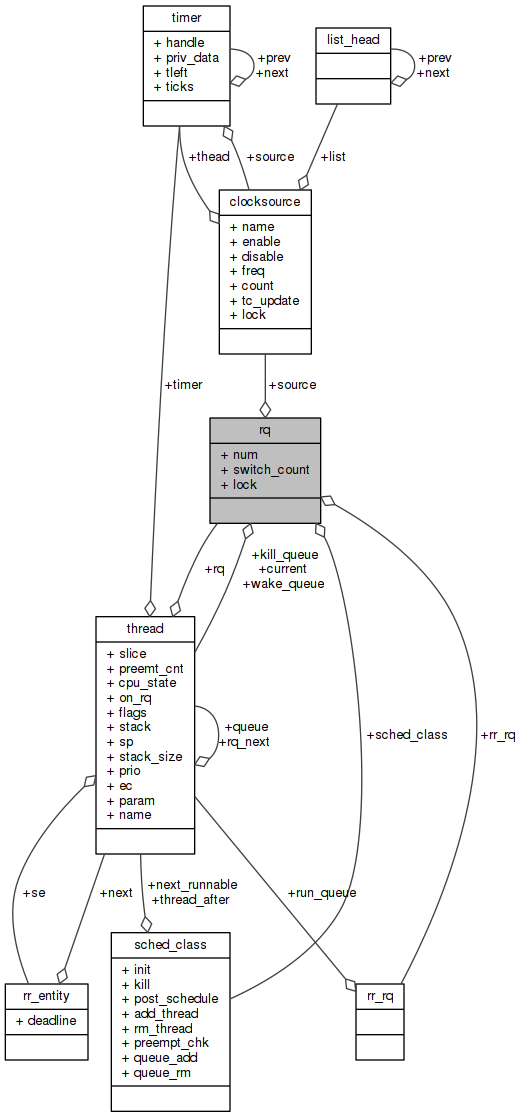 timer
+ handle
+ priv_data
+ tleft
+ ticks
+prev
+next
list_head
+prev
+next
+thead
+source
+list
clocksource
+ name
+ enable
+ disable
+ freq
+ count
+ tc_update
+ lock
+timer
+source
rq
+ num
+ switch_count
+ lock
+rq
+kill_queue
+current
+wake_queue
thread
+ slice
+ preemt_cnt
+ cpu_state
+ on_rq
+ flags
+ stack
+ sp
+ stack_size
+ prio
+ ec
+ param
+ name
+queue
+rq_next
+sched_class
+rr_rq
+se
+next
+next_runnable
+thread_after
+run_queue
sched_class
+ init
+ kill
+ post_schedule
+ add_thread
+ rm_thread
+ preempt_chk
+ queue_add
+ queue_rm
rr_entity
+ deadline
rr_rq